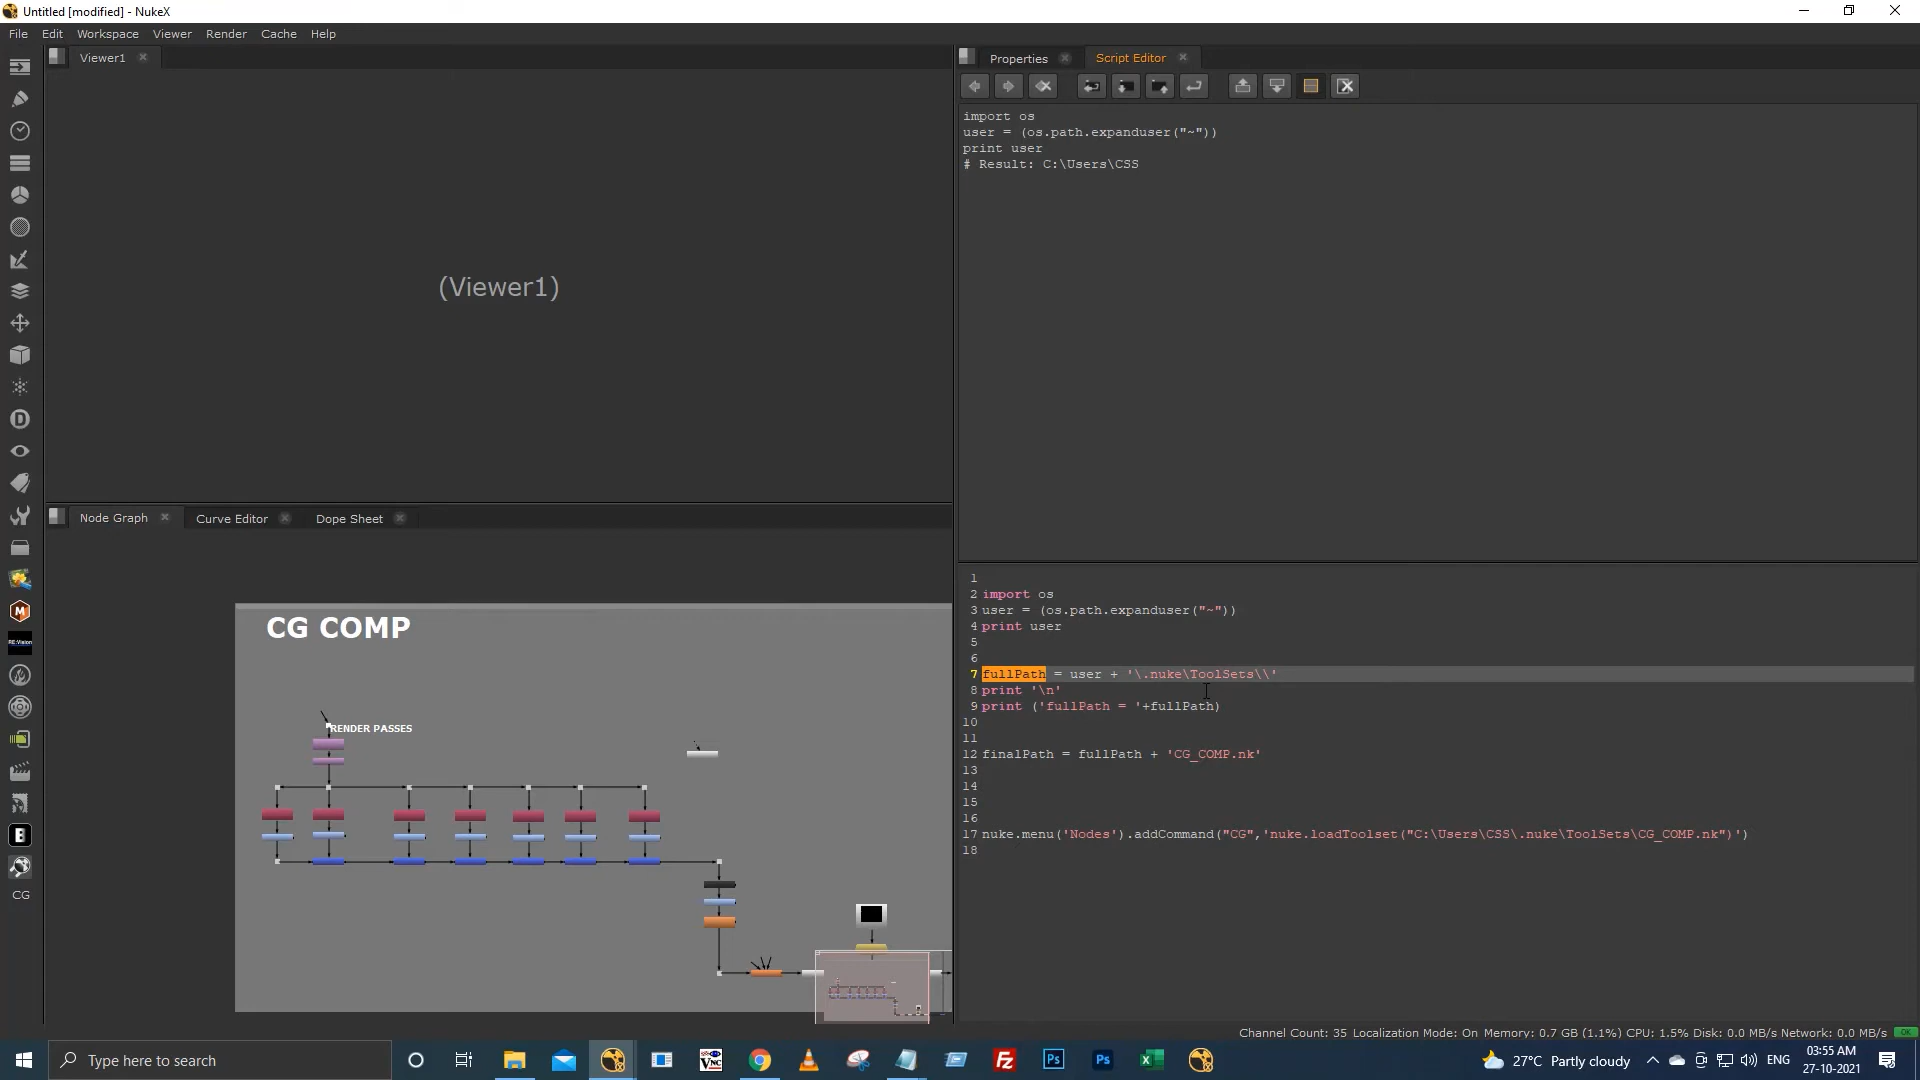 Untitled [modified] - NukeX
File Edit Workspace Viewer Render Cache Help
Viewer1
Properties
Script Editor
import os
user = (os.path.expanduser("~"))
print user
# Result: C:\Users\CSS
(Viewer1)
Node Graph
Curve Editor
Dope Sheet
CG COMP
RENDER PASSES
1
2 import os
3 user = (os.path.expanduser("~"))
4 print user
5
6
7 fullPath = user + '\.nuke\ToolSets\\'
8 print '\n'
9 print ('fullPath = '+fullPath)
10
11
12 finalPath = fullPath + 'CG_COMP.nk'
13
14
15
16
17 nuke.menu('Nodes').addCommand("CG",'nuke.loadToolset("C:\Users\CSS\.nuke\ToolSets\CG_COMP.nk")')
18
RE:Vision
CG
Channel Count: 35 Localization Mode: On Memory: 0.7 GB (1.1%) CPU: 1.5% Disk: 0.0 MB/s Network: 0.0 MB/s OK
Type here to search
27°C Partly cloudy
ENG
03:55 AM
27-10-2021